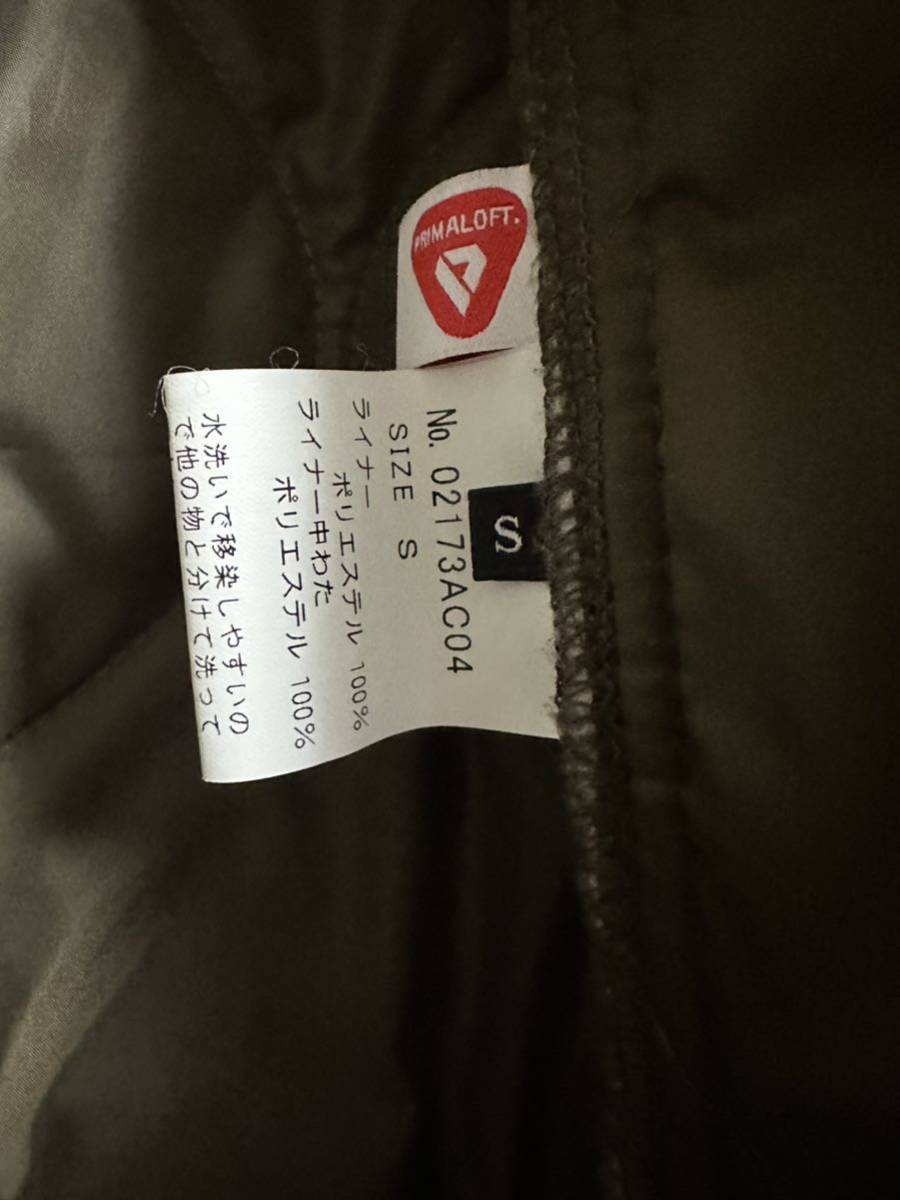 PRIMALOFT.
S
No. 02173AC04
SIZE S
ライナー
ポリエステル 100%
ライナー中わた
ポリエステル 100%
水洗いで移染しやすいの
で他の物と分けて洗って